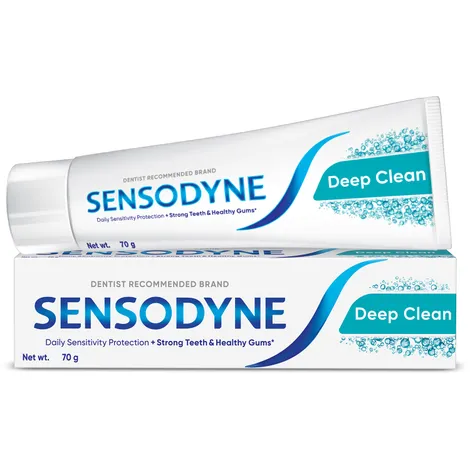 DENTIST RECOMMENDED BRAND
SENSODYNE
Daily Sensitivity Protection + Strong Teeth & Healthy Gums*
Net wt. 70 g
Deep Clean
DENTIST RECOMMENDED BRAND
SENSODYNE
Daily Sensitivity Protection + Strong Teeth & Healthy Gums*
Net wt. 70 g
Deep Clean